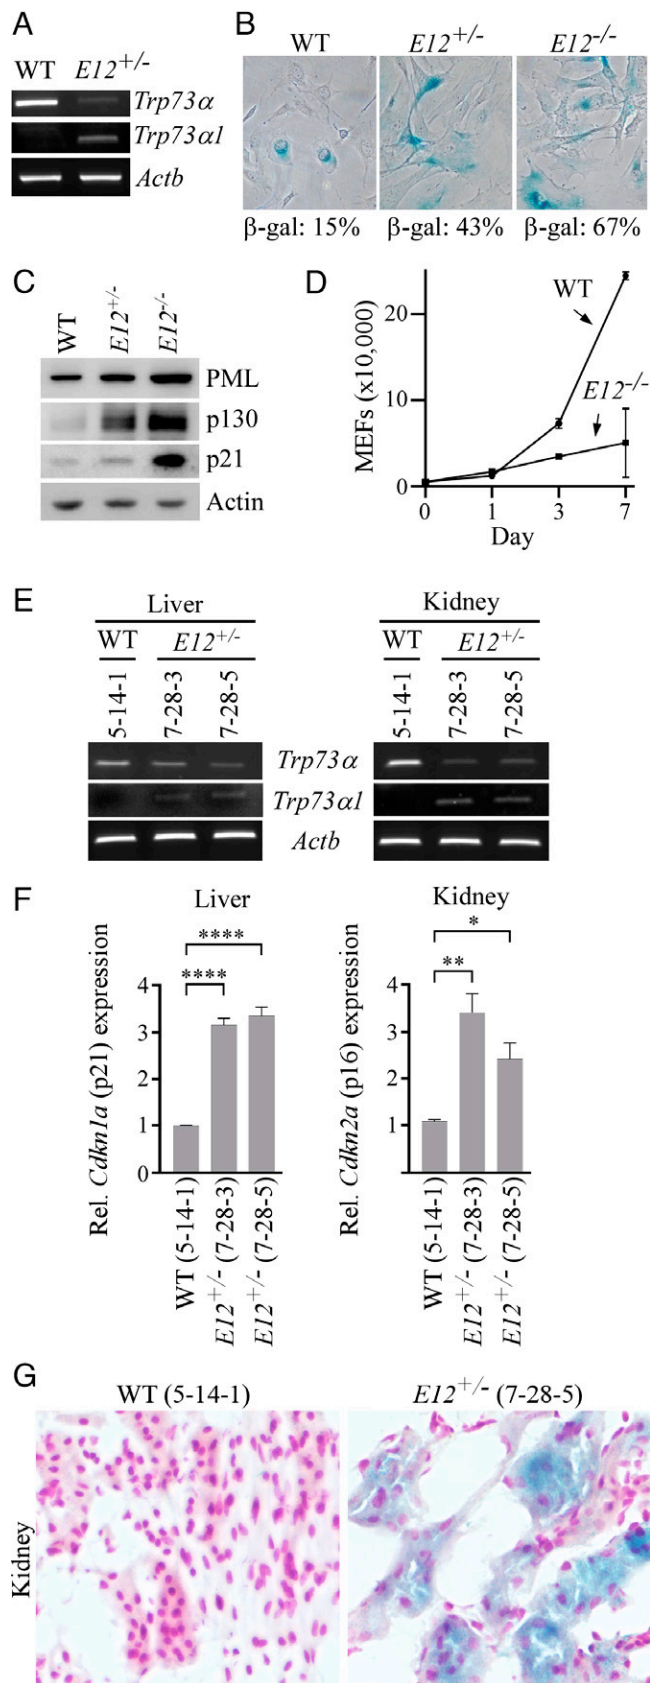 A
WT E12+/-
Trp73α
Trp73α1
Actb
B
WT E12+/- E12-/-
β-gal: 15% β-gal: 43% β-gal: 67%
C
WT E12+/- E12-/-
PML
p130
p21
Actin
D
MEFs (x10,000)
20
10
0
WT
E12-/-
0 1 3 7
Day
E
Liver Kidney
WT E12+/- WT E12+/-
5-14-1 7-28-3 7-28-5 5-14-1 7-28-3 7-28-5
Trp73α
Trp73α1
Actb
F
Liver
Rel. Cdkn1a (p21) expression
4
3
2
1
0
****
****
WT (5-14-1)
E12+/- (7-28-3)
E12+/- (7-28-5)
Kidney
Rel. Cdkn2a (p16) expression
4
3
2
1
*
**
WT (5-14-1)
E12+/- (7-28-3)
E12+/- (7-28-5)
G
WT (5-14-1) E12+/- (7-28-5)
Kidney